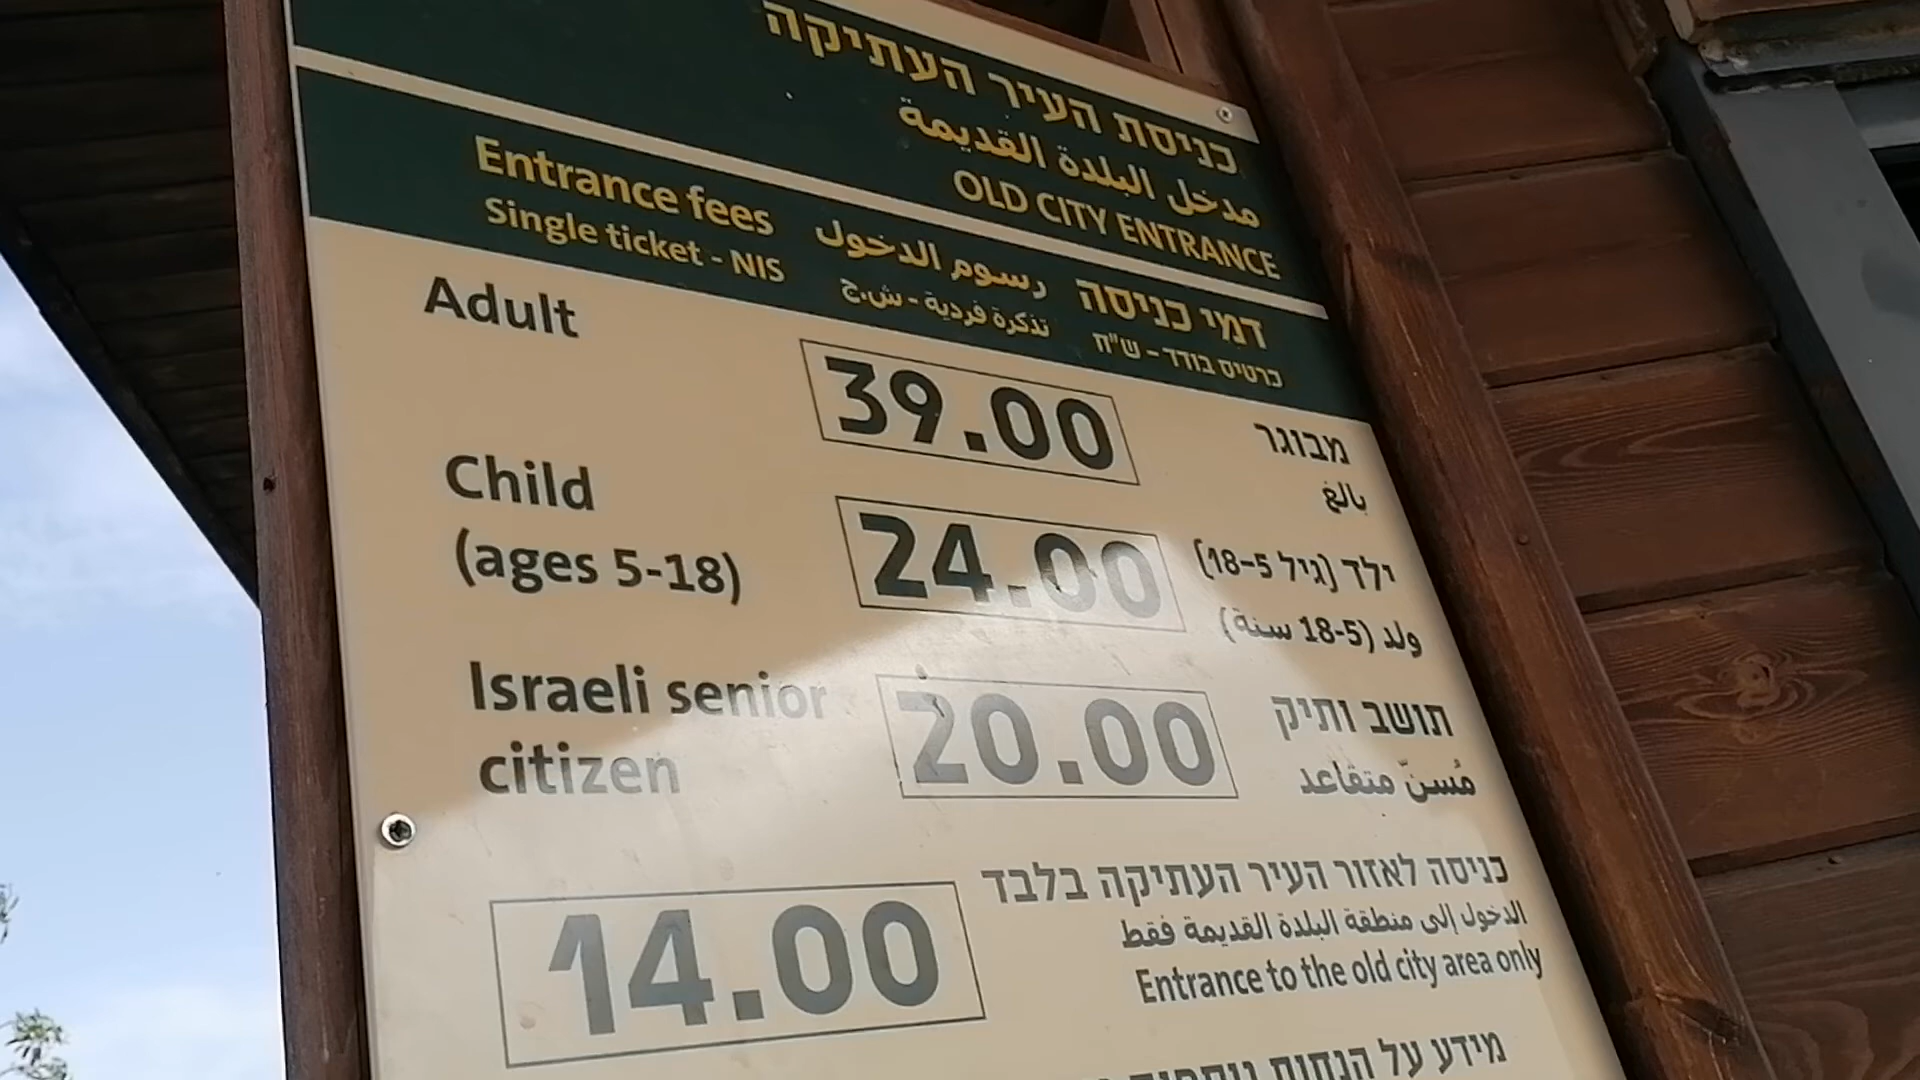 כניסת העיר העתיקה
مدخل البلدة القديمة
OLD CITY ENTRANCE
Entrance fees رسوم الدخول דמי כניסה
Single ticket - NIS تذكرة فردية - ش.ج כרטיס בודד - ש"ח
Adult 39.00 מבוגר
بالغ
Child 24.00 ילד (גיל 5-18)
(ages 5-18) ولد (5-18 سنة)
Israeli senior 20.00 תושב ותיק
citizen مُسنّ متقاعد
14.00 כניסה לאזור העיר העתיקה בלבד
الدخول إلى منطقة البلدة القديمة فقط
Entrance to the old city area only
מידע על הנחות